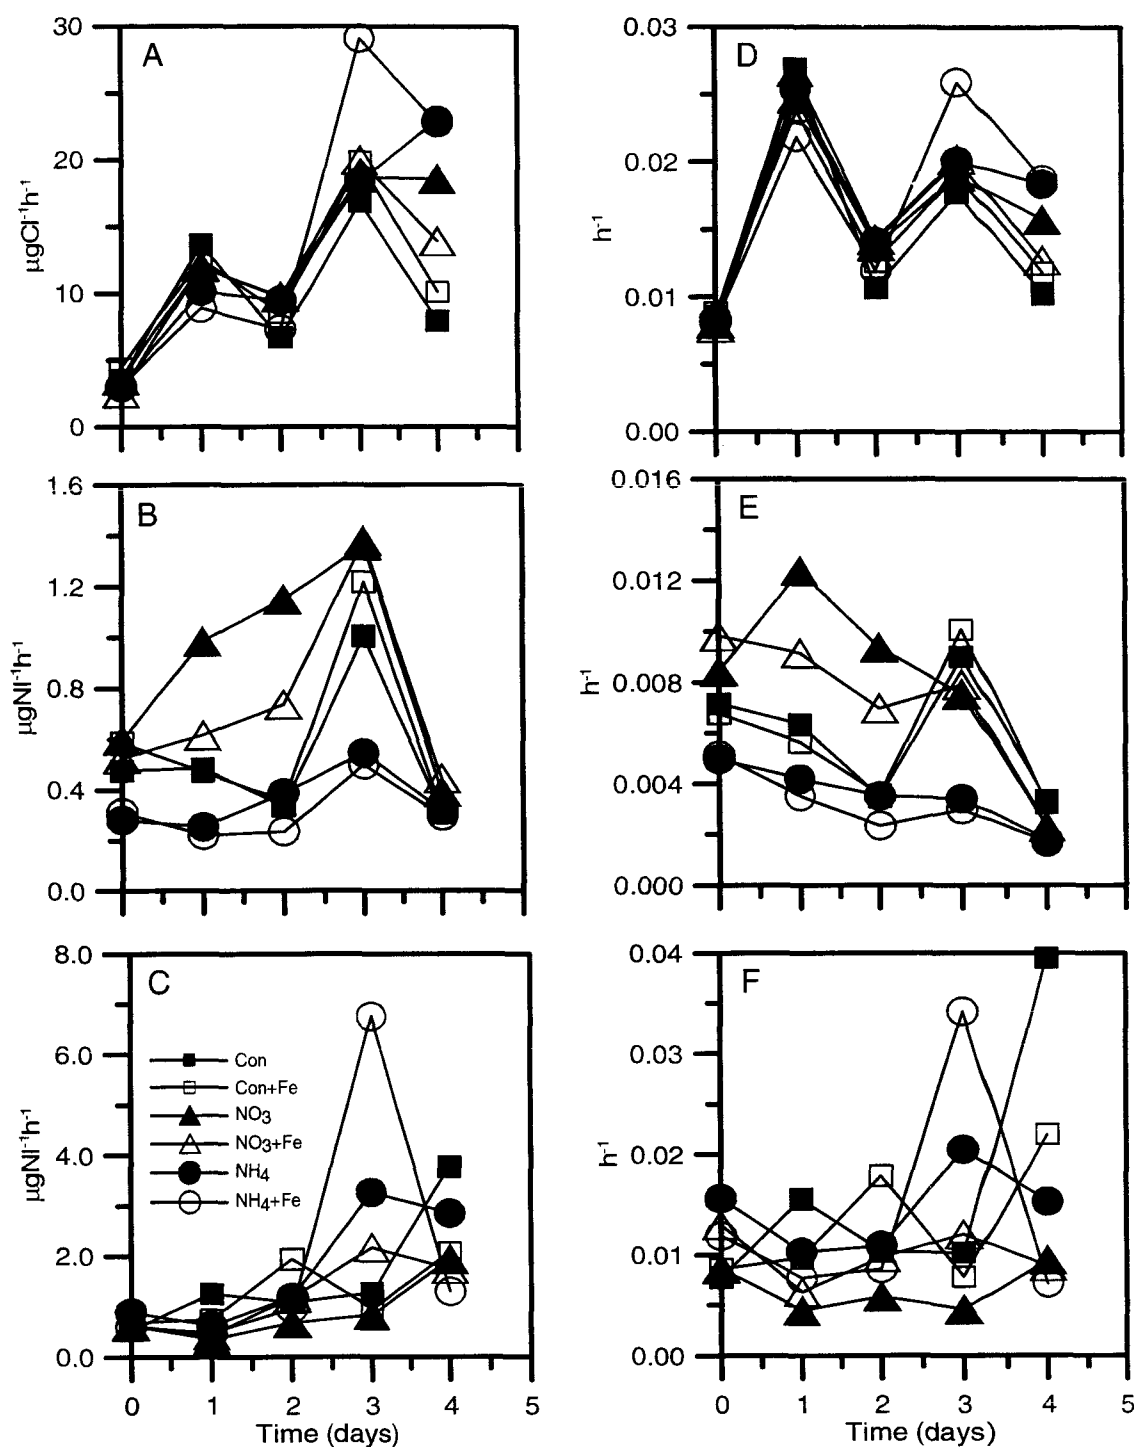 A
30
20
10
0
µgCl⁻¹h⁻¹
D
0.03
0.02
0.01
0.00
h⁻¹
B
1.6
1.2
0.8
0.4
0.0
µgNl⁻¹h⁻¹
E
0.016
0.012
0.008
0.004
0.000
h⁻¹
C
8.0
6.0
4.0
2.0
0.0
µgNl⁻¹h⁻¹
Con
Con+Fe
NO₃
NO₃+Fe
NH₄
NH₄+Fe
0 1 2 3 4 5
Time (days)
F
0.04
0.03
0.02
0.01
0.00
h⁻¹
0 1 2 3 4 5
Time (days)